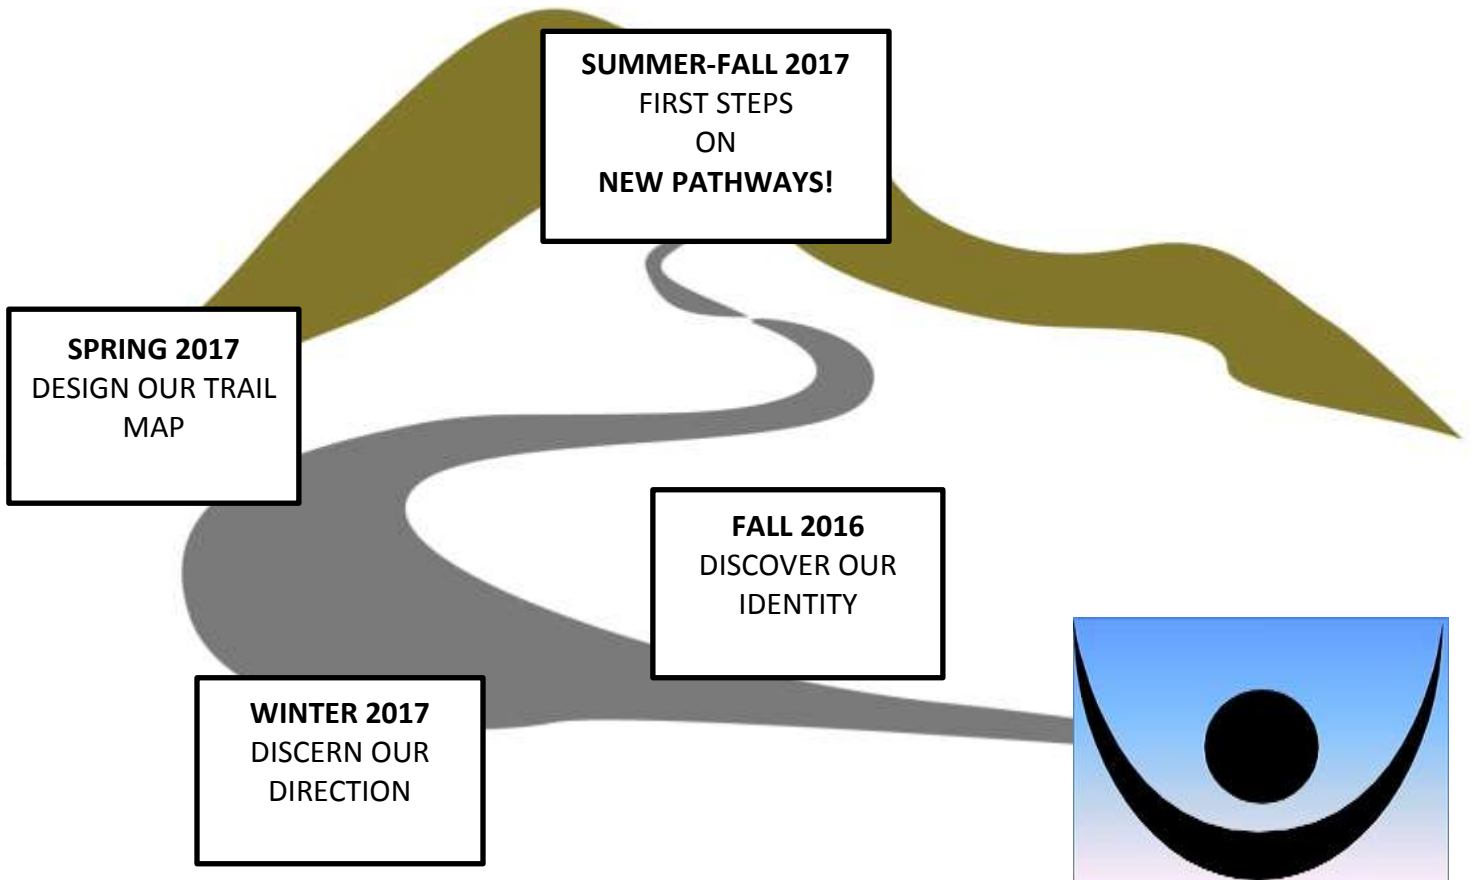 SUMMER-FALL 2017
FIRST STEPS
ON
NEW PATHWAYS!
SPRING 2017
DESIGN OUR TRAIL
MAP
FALL 2016
DISCOVER OUR
IDENTITY
WINTER 2017
DISCERN OUR
DIRECTION